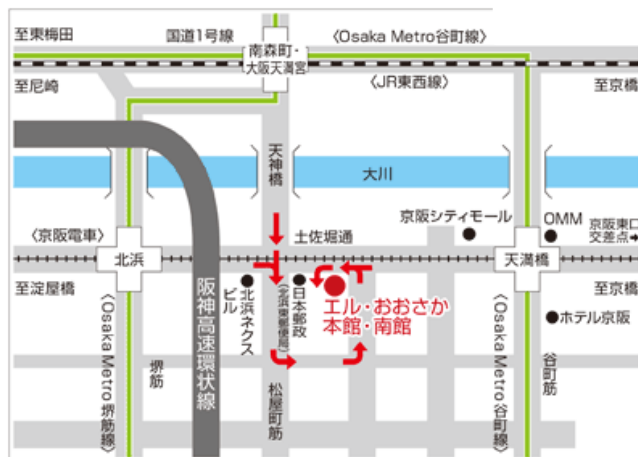 至東梅田
国道1号線
南森町・
大阪天満宮
〈Osaka Metro谷町線〉
至尼崎
〈JR東西線〉
至京橋
天神橋
大川
京阪シティモール
OMM
京阪東口
交差点➔
〈京阪電車〉
北浜
土佐堀通
天満橋
至淀屋橋
至京橋
阪神高速環状線
北浜ネクス
ビル
日本郵政
(北浜東郵便局)
エル・おおさか
本館・南館
ホテル京阪
〈Osaka Metro堺筋線〉
堺筋
松屋町筋
〈Osaka Metro谷町線〉
谷町筋